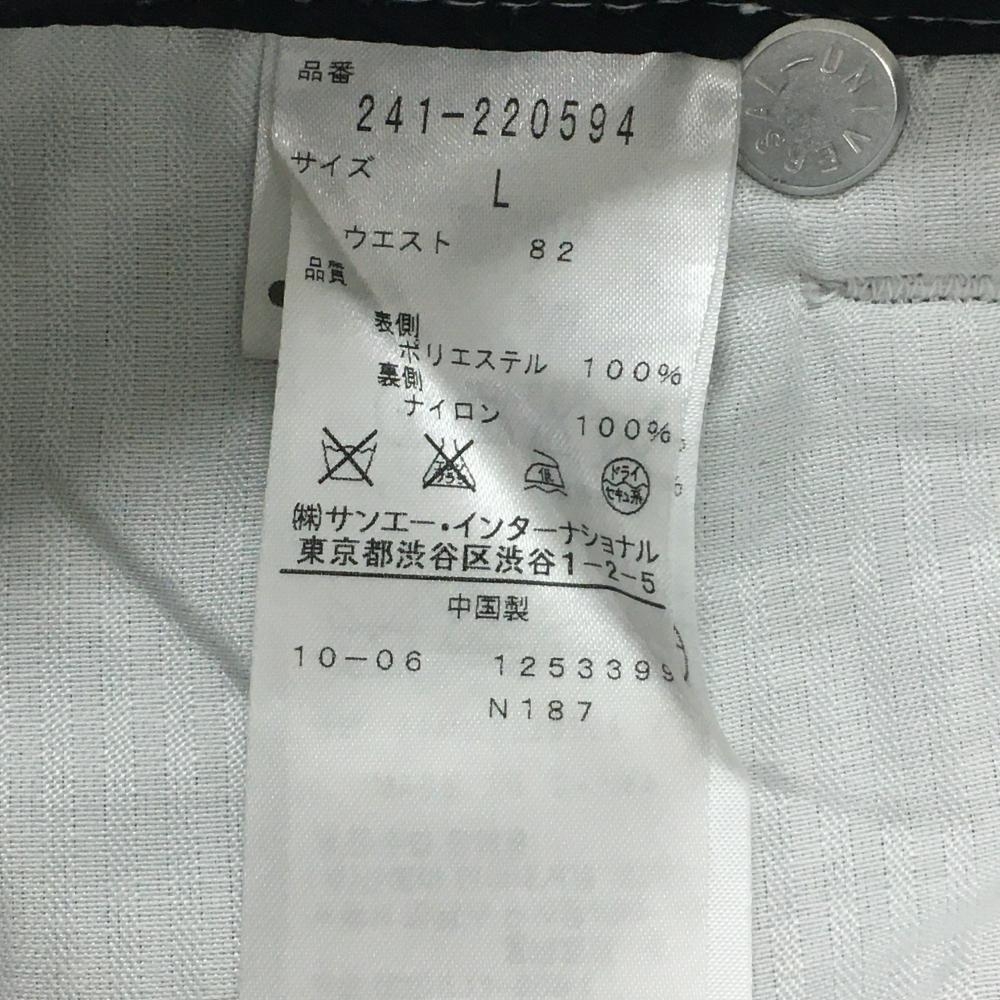 品番
241-220594
サイズ
L
ウエスト 82
品質
表側
ポリエステル 100%
裏側
ナイロン 100%
低
ドライ
セキュ系
(株)サンエー・インターナショナル
東京都渋谷区渋谷1-2-5
中国製
10-06 1253399
N187
UNIVERSAL